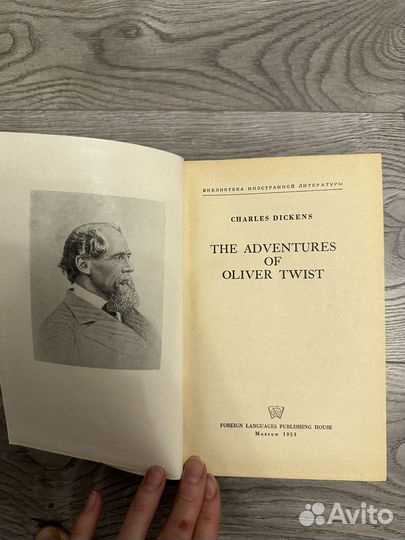 БИБЛИОТЕКА ИНОСТРАННОЙ ЛИТЕРАТУРЫ
CHARLES DICKENS
THE ADVENTURES
OF
OLIVER TWIST
FOREIGN LANGUAGES PUBLISHING HOUSE
Moscow 1953
Avito